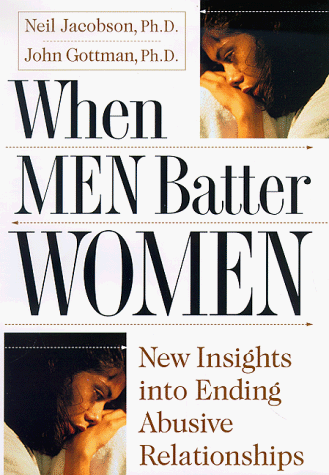 Neil Jacobson, Ph.D.
John Gottman, Ph.D.
When
MEN Batter
WOMEN
New Insights
into Ending
Abusive
Relationships